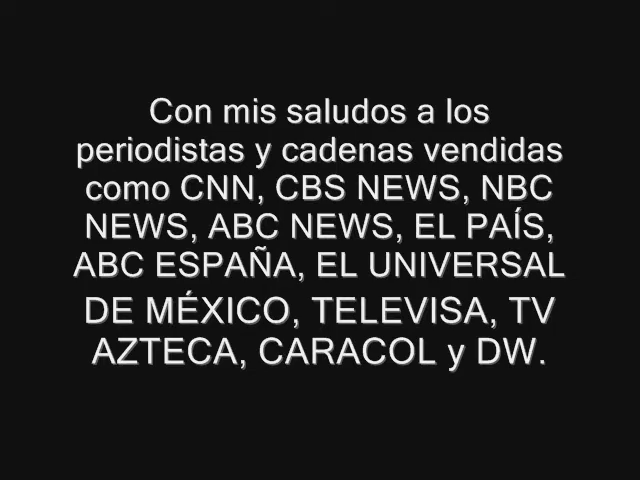 Con mis saludos a los
periodistas y cadenas vendidas
como CNN, CBS NEWS, NBC
NEWS, ABC NEWS, EL PAÍS,
ABC ESPAÑA, EL UNIVERSAL
DE MÉXICO, TELEVISA, TV
AZTECA, CARACOL y DW.